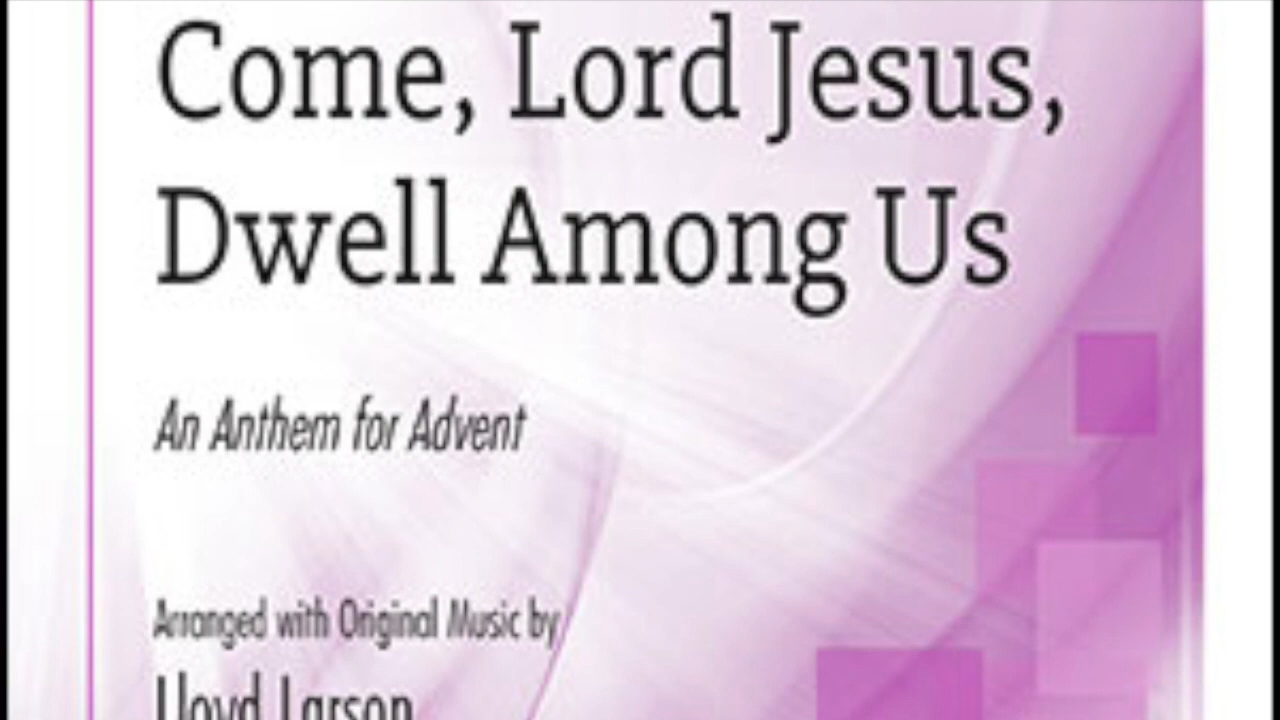 Come, Lord Jesus,
Dwell Among Us
An Anthem for Advent
Arranged with Original Music by
Lloyd Larson